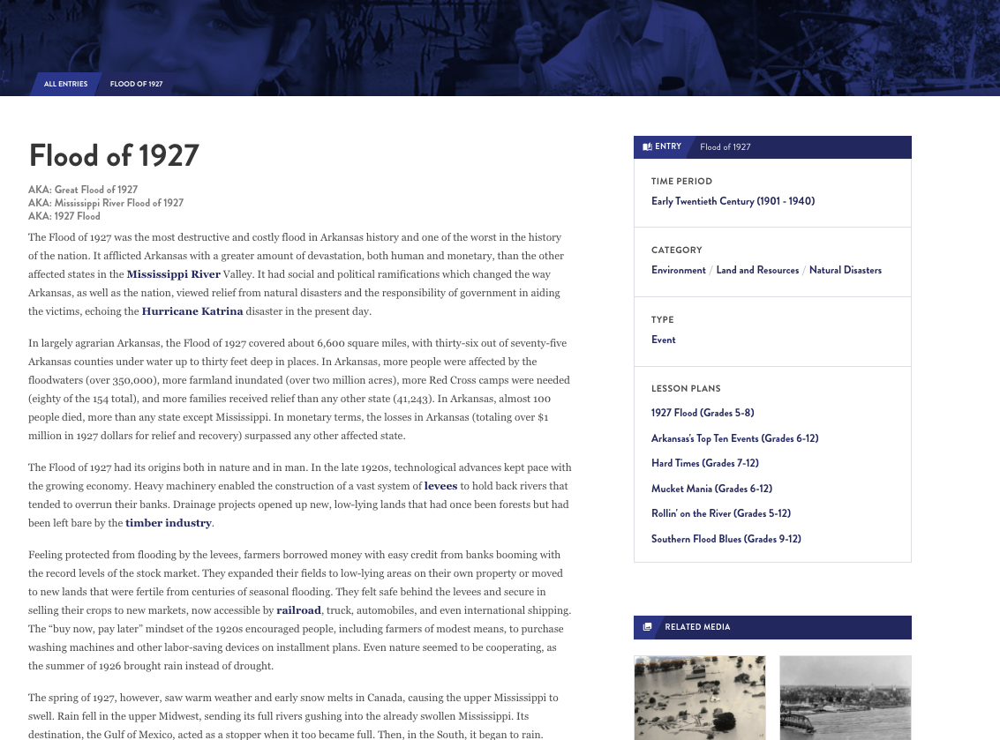 ALL ENTRIES
FLOOD OF 1927
Flood of 1927
AKA: Great Flood of 1927
AKA: Mississippi River Flood of 1927
AKA: 1927 Flood
The Flood of 1927 was the most destructive and costly flood in Arkansas history and one of the worst in the history
of the nation. It afflicted Arkansas with a greater amount of devastation, both human and monetary, than the other
affected states in the Mississippi River Valley. It had social and political ramifications which changed the way
Arkansas, as well as the nation, viewed relief from natural disasters and the responsibility of government in aiding
the victims, echoing the Hurricane Katrina disaster in the present day.
In largely agrarian Arkansas, the Flood of 1927 covered about 6,600 square miles, with thirty-six out of seventy-five
Arkansas counties under water up to thirty feet deep in places. In Arkansas, more people were affected by the
floodwaters (over 350,000), more farmland inundated (over two million acres), more Red Cross camps were needed
(eighty of the 154 total), and more families received relief than any other state (41,243). In Arkansas, almost 100
people died, more than any state except Mississippi. In monetary terms, the losses in Arkansas (totaling over $1
million in 1927 dollars for relief and recovery) surpassed any other affected state.
The Flood of 1927 had its origins both in nature and in man. In the late 1920s, technological advances kept pace with
the growing economy. Heavy machinery enabled the construction of a vast system of levees to hold back rivers that
tended to overrun their banks. Drainage projects opened up new, low-lying lands that had once been forests but had
been left bare by the timber industry.
Feeling protected from flooding by the levees, farmers borrowed money with easy credit from banks booming with
the record levels of the stock market. They expanded their fields to low-lying areas on their own property or moved
to new lands that were fertile from centuries of seasonal flooding. They felt safe behind the levees and secure in
selling their crops to new markets, now accessible by railroad, truck, automobiles, and even international shipping.
The “buy now, pay later” mindset of the 1920s encouraged people, including farmers of modest means, to purchase
washing machines and other labor-saving devices on installment plans. Even nature seemed to be cooperating, as
the summer of 1926 brought rain instead of drought.
The spring of 1927, however, saw warm weather and early snow melts in Canada, causing the upper Mississippi to
swell. Rain fell in the upper Midwest, sending its full rivers gushing into the already swollen Mississippi. Its
destination, the Gulf of Mexico, acted as a stopper when it too became full. Then, in the South, it began to rain.
ENTRY
Flood of 1927
TIME PERIOD
Early Twentieth Century (1901 - 1940)
CATEGORY
Environment / Land and Resources / Natural Disasters
TYPE
Event
LESSON PLANS
1927 Flood (Grades 5-8)
Arkansas's Top Ten Events (Grades 6-12)
Hard Times (Grades 7-12)
Mucket Mania (Grades 6-12)
Rollin' on the River (Grades 5-12)
Southern Flood Blues (Grades 9-12)
RELATED MEDIA